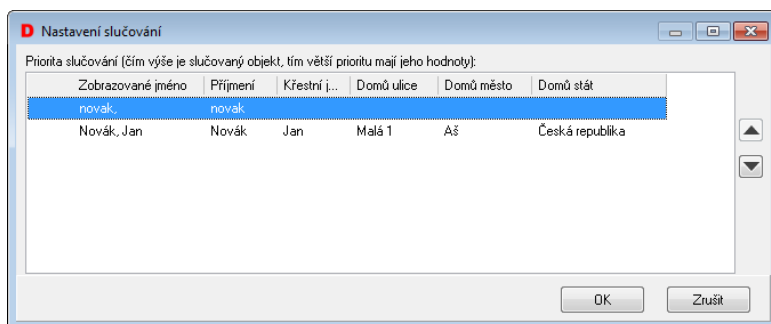 D Nastavení slučování
Priorita slučování (čím výše je slučovaný objekt, tím větší prioritu mají jeho hodnoty):
Zobrazované jméno Příjmení Křestní j... Domů ulice Domů město Domů stát
novak, novak
Novák, Jan Novák Jan Malá 1 Aš Česká republika
OK Zrušit